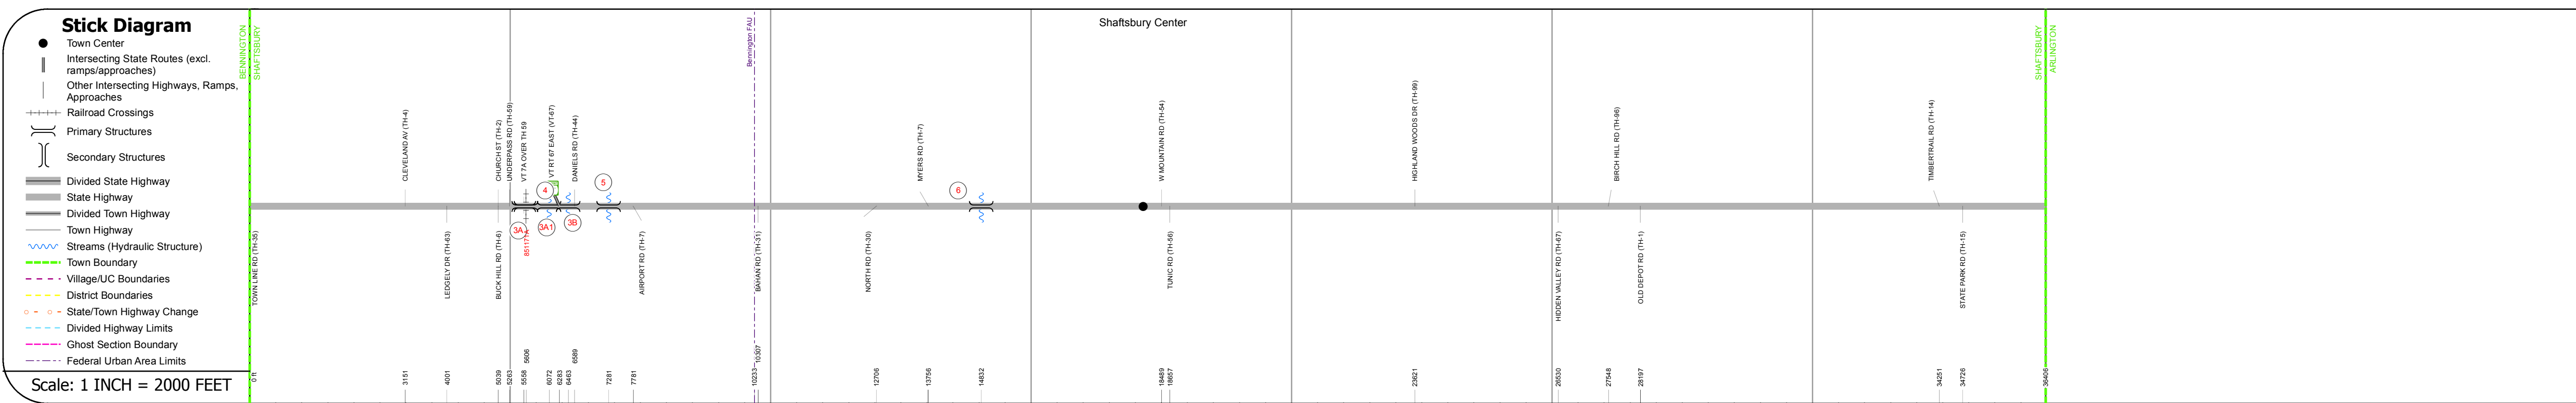 Stick Diagram
Town Center
Intersecting State Routes (excl.
ramps/approaches)
Other Intersecting Highways, Ramps,
Approaches
Railroad Crossings
Primary Structures
Secondary Structures
Divided State Highway
State Highway
Divided Town Highway
Town Highway
Streams (Hydraulic Structure)
Town Boundary
Village/UC Boundaries
District Boundaries
State/Town Highway Change
Divided Highway Limits
Ghost Section Boundary
Federal Urban Area Limits
Scale: 1 INCH = 2000 FEET
BENNINGTON
SHAFTSBURY
Bennington FAU
Shaftsbury Center
SHAFTSBURY
ARLINGTON
CLEVELAND AV (TH-4)
CHURCH ST (TH-2)
UNDERPASS RD (TH-59)
VT 7A OVER TH 59
VT RT 67 EAST (VT-67)
DANIELS RD (TH-44)
MYERS RD (TH-7)
W MOUNTAIN RD (TH-54)
HIGHLAND WOODS DR (TH-99)
BIRCH HILL RD (TH-96)
TIMBERTRAIL RD (TH-14)
4
5
6
3A
3A1
3B
851171A
TOWN LINE RD (TH-35)
LEDGELY DR (TH-63)
BUCK HILL RD (TH-6)
AIRPORT RD (TH-7)
BAHAN RD (TH-31)
NORTH RD (TH-30)
TUNIC RD (TH-56)
HIDDEN VALLEY RD (TH-67)
OLD DEPOT RD (TH-1)
STATE PARK RD (TH-15)
0 ft
3151
4001
5039
5263
5558
5606
6072
6283
6463
6589
7281
7781
10233
10307
12706
13756
14832
18489
18657
23621
26530
27548
28197
34251
34726
36406